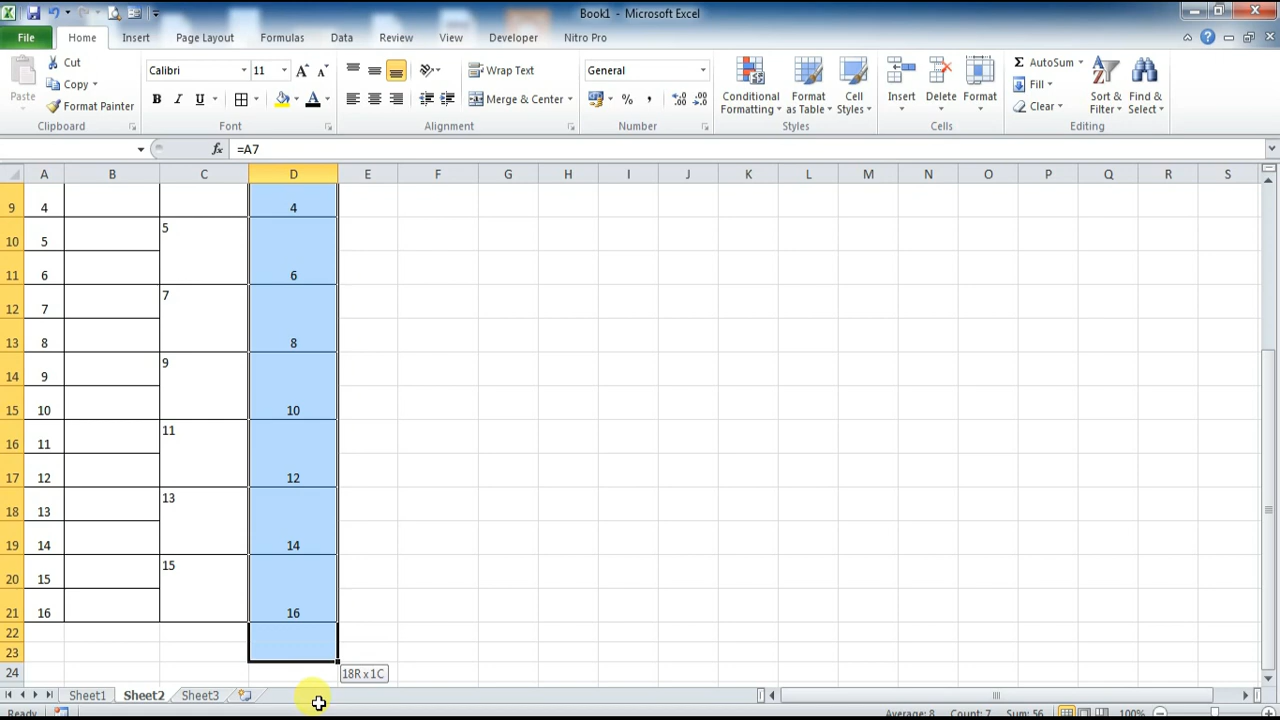 Book1 - Microsoft Excel
File Home Insert Page Layout Formulas Data Review View Developer Nitro Pro
Paste
Cut
Copy
Format Painter
Clipboard
Calibri 11
B I U
Font
Wrap Text
Merge & Center
Alignment
General
% ,
Number
Conditional Formatting
Format as Table
Cell Styles
Styles
Insert
Delete
Format
Cells
Σ AutoSum
Fill
Clear
Sort & Filter
Find & Select
Editing
fx =A7
A B C D E F G H I J K L M N O P Q R S
9 4 4
10 5 5
11 6 6
12 7 7
13 8 8
14 9 9
15 10 10
16 11 11
17 12 12
18 13 13
19 14 14
20 15 15
21 16 16
22
23
24 18R x 1C
Sheet1 Sheet2 Sheet3
Ready Average: 8 Count: 7 Sum: 56 100%